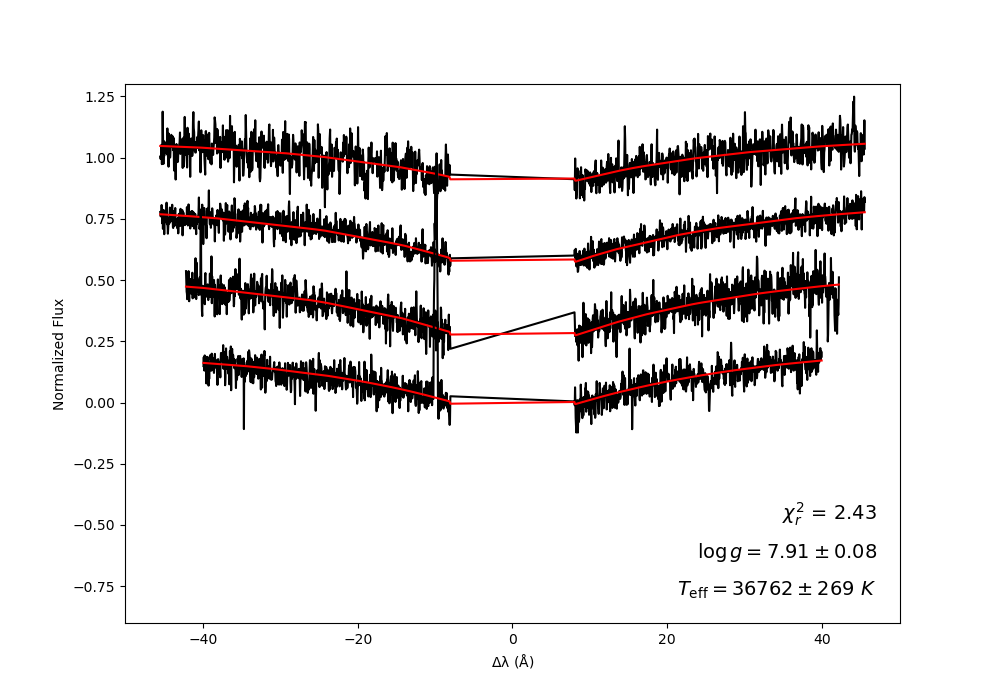 1.25
1.00
0.75
0.50
0.25
0.00
−0.25
−0.50
−0.75
Normalized Flux
χ²ᵣ = 2.43
log g = 7.91 ± 0.08
T_eff = 36762 ± 269 K
−40 −20 0 20 40
Δλ (Å)